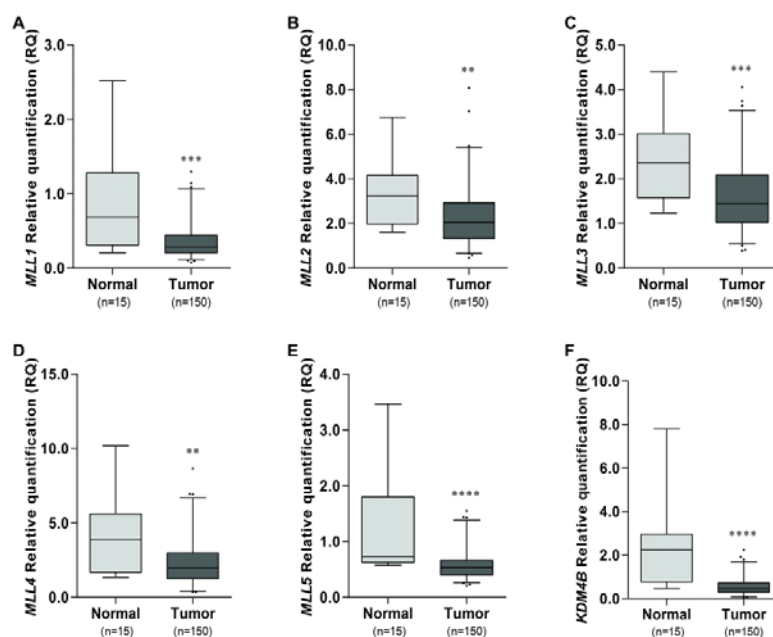 A
MLL1 Relative quantification (RQ)
3.0
2.0
1.0
0.0
***
Normal
(n=15)
Tumor
(n=150)
B
MLL2 Relative quantification (RQ)
10.0
8.0
6.0
4.0
2.0
0.0
**
Normal
(n=15)
Tumor
(n=150)
C
MLL3 Relative quantification (RQ)
5.0
4.0
3.0
2.0
1.0
0.0
***
Normal
(n=15)
Tumor
(n=150)
D
MLL4 Relative quantification (RQ)
15.0
10.0
5.0
0.0
**
Normal
(n=15)
Tumor
(n=150)
E
MLL5 Relative quantification (RQ)
4.0
3.0
2.0
1.0
0.0
****
Normal
(n=15)
Tumor
(n=150)
F
KDM4B Relative quantification (RQ)
10.0
8.0
6.0
4.0
2.0
0.0
****
Normal
(n=15)
Tumor
(n=150)